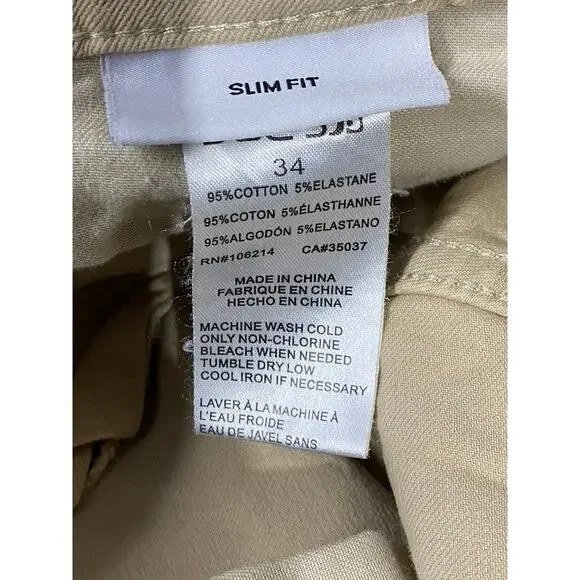 SLIM FIT
34
95%COTTON 5%ELASTANE
95%COTON 5%ÉLASTHANNE
95%ALGODÓN 5%ELASTANO
RN#106214 CA#35037
MADE IN CHINA
FABRIQUE EN CHINE
HECHO EN CHINA
MACHINE WASH COLD
ONLY NON-CHLORINE
BLEACH WHEN NEEDED
TUMBLE DRY LOW
COOL IRON IF NECESSARY
LAVER À LA MACHINE À
L'EAU FROIDE
EAU DE JAVEL SANS